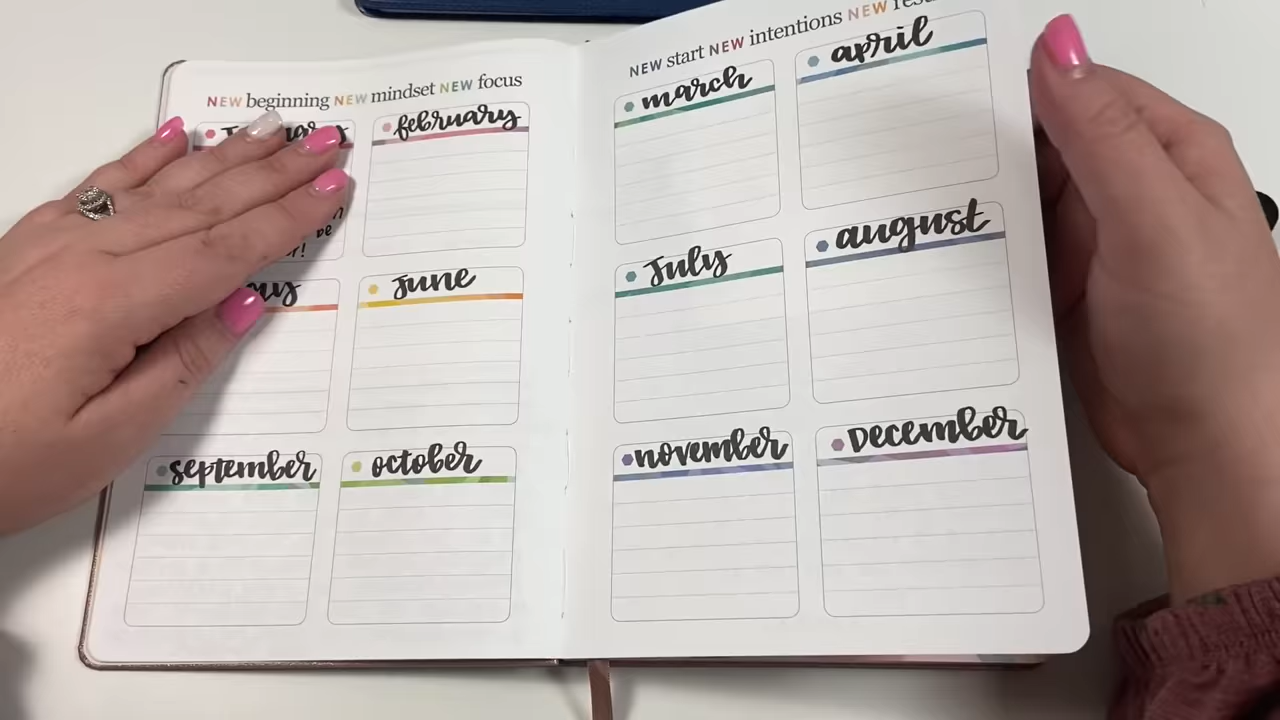 NEW beginning NEW mindset NEW focus
february
be
June
september
october
NEW start NEW intentions NEW
march
april
July
august
november
December